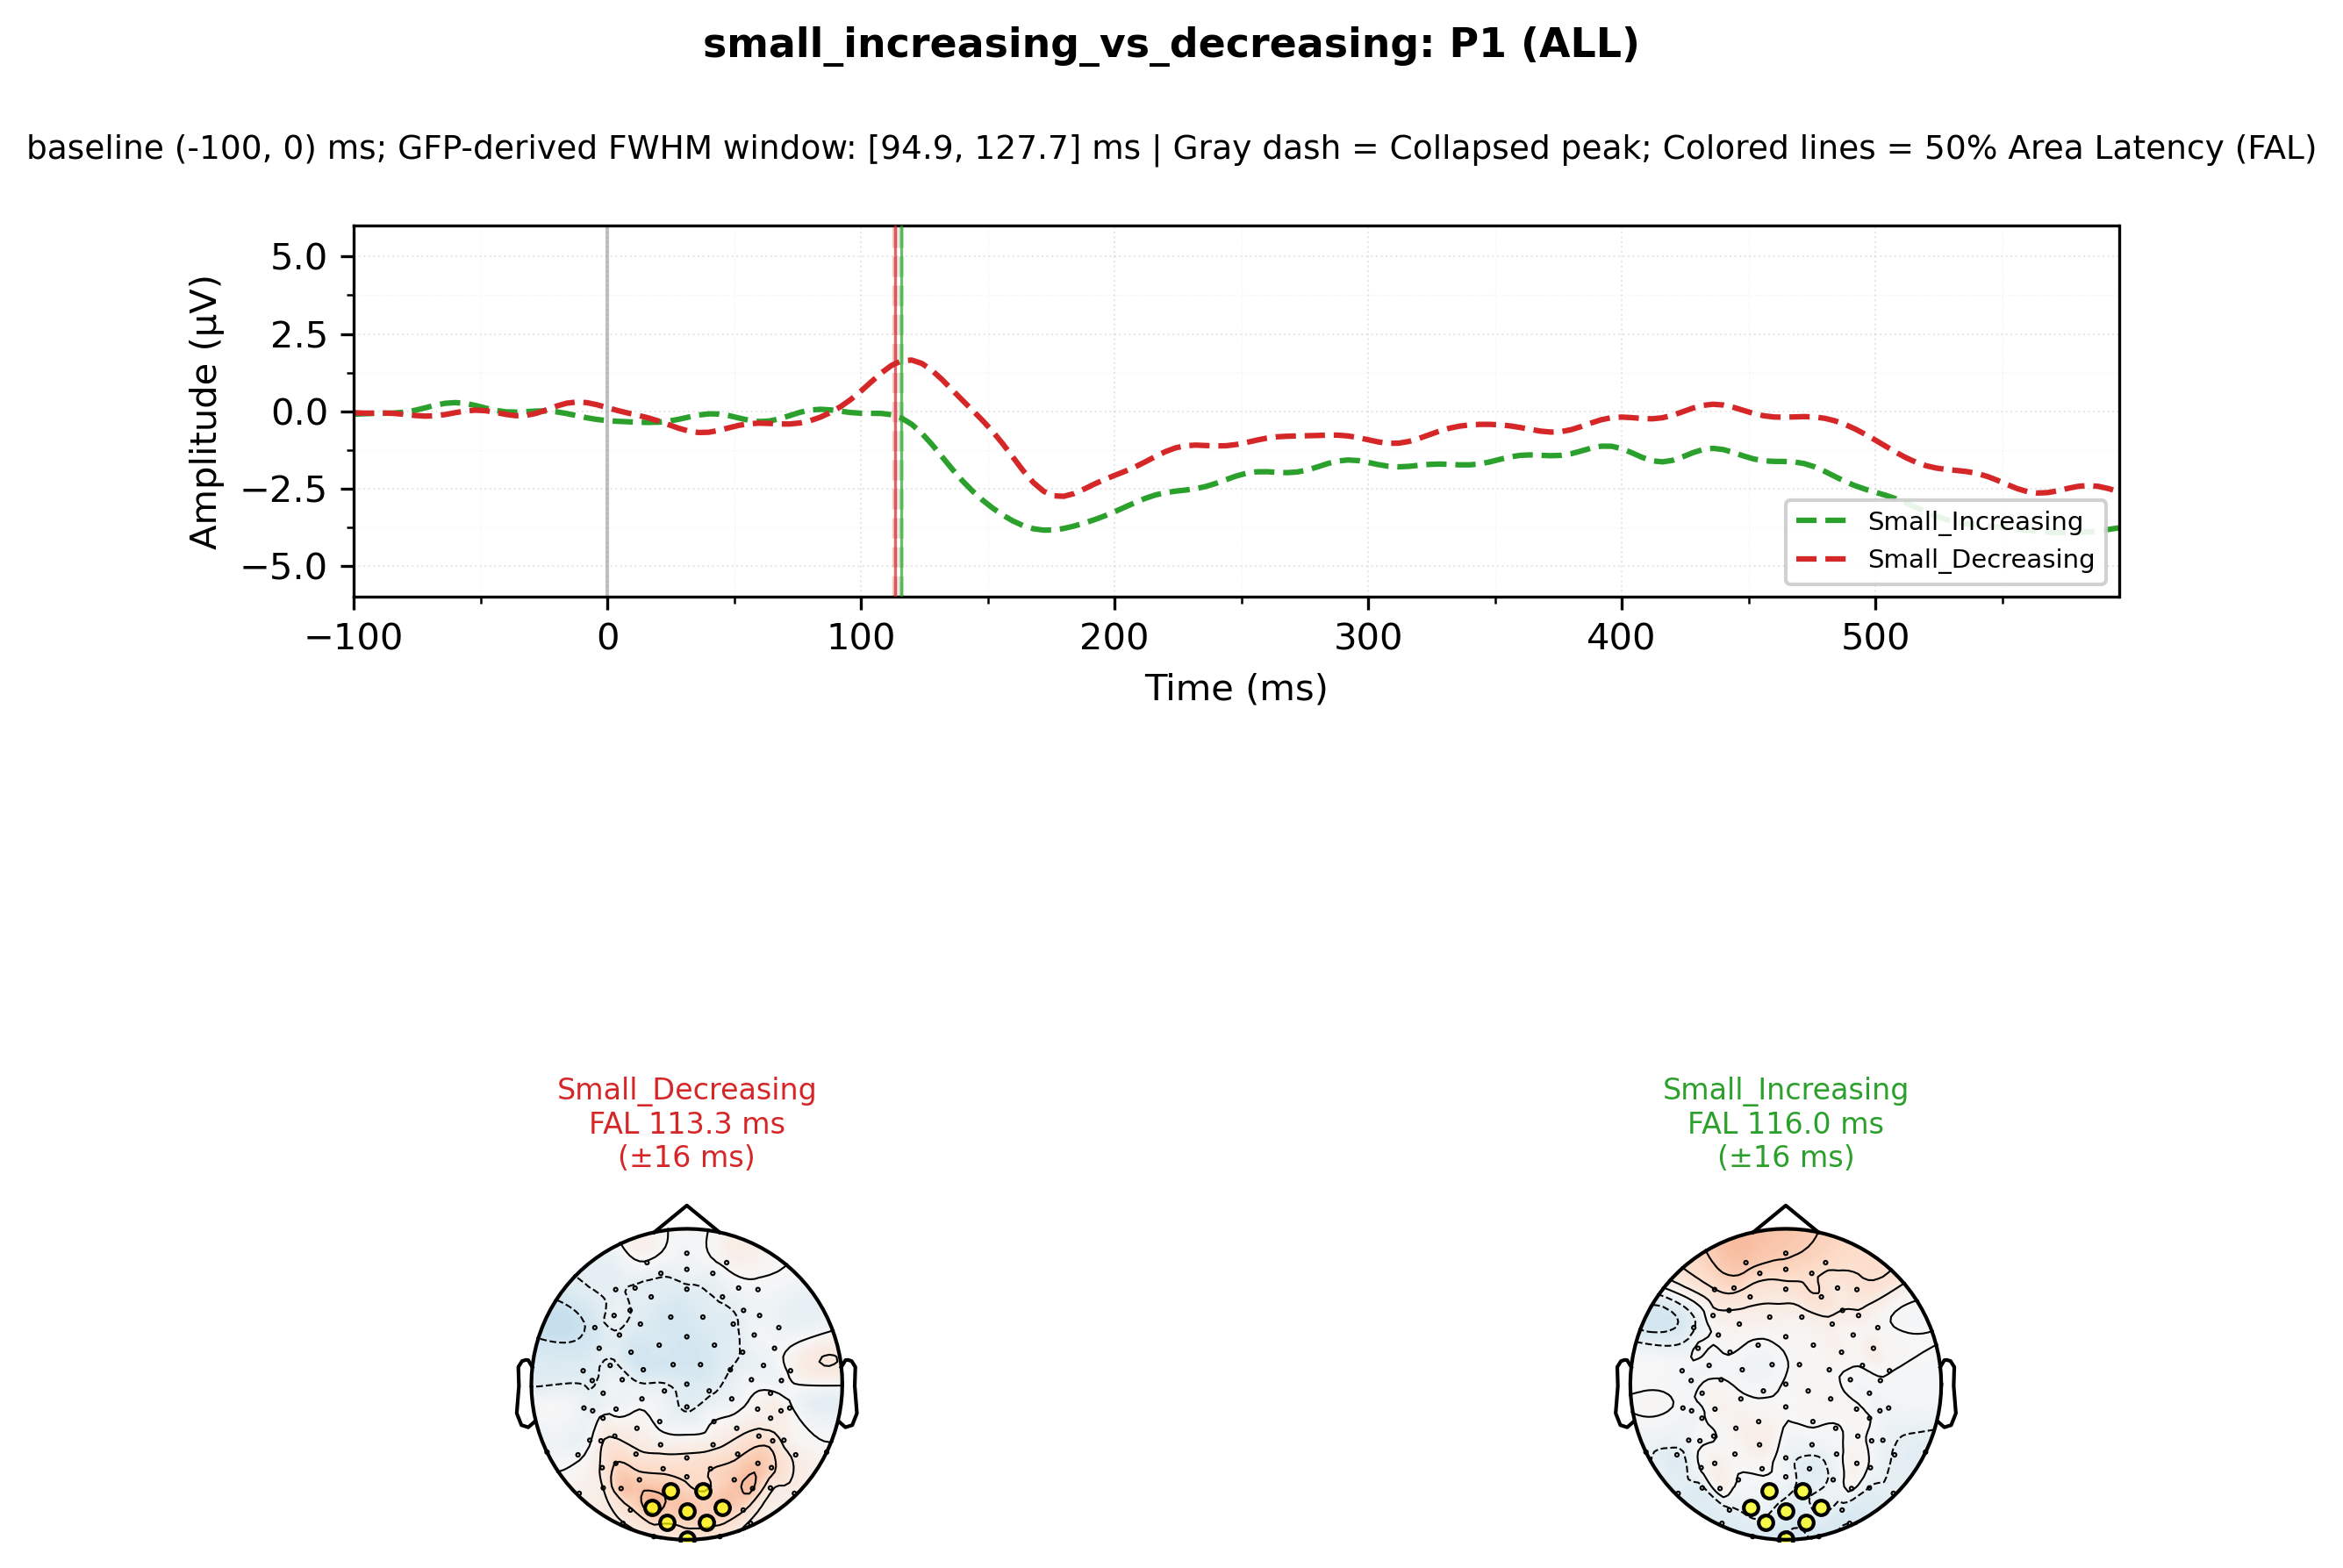 small_increasing_vs_decreasing: P1 (ALL)
baseline (-100, 0) ms; GFP-derived FWHM window: [94.9, 127.7] ms | Gray dash = Collapsed peak; Colored lines = 50% Area Latency (FAL)
5.0
2.5
0.0
−2.5
−5.0
Amplitude (µV)
Small_Increasing
Small_Decreasing
−100
0
100
200
300
400
500
Time (ms)
Small_Decreasing
FAL 113.3 ms
(±16 ms)
Small_Increasing
FAL 116.0 ms
(±16 ms)